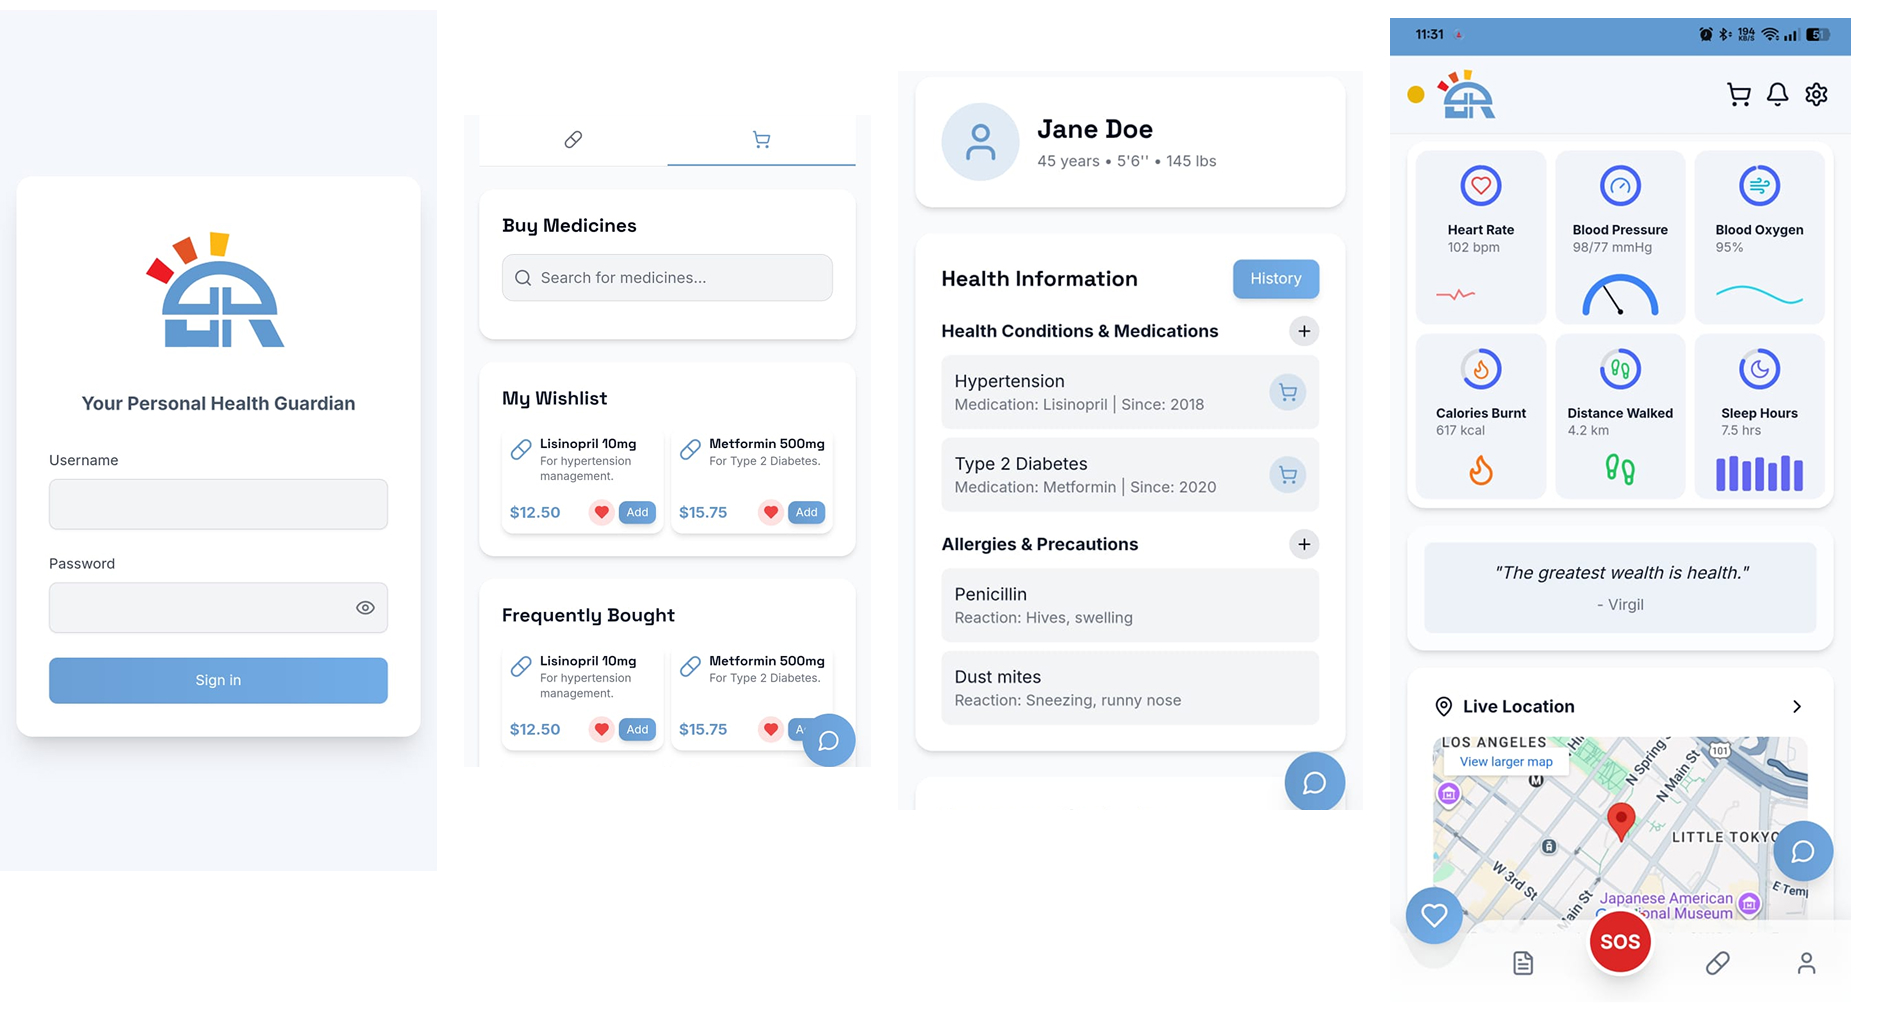 Your Personal Health Guardian
Username
Password
Sign in
Buy Medicines
Search for medicines...
My Wishlist
Lisinopril 10mg
For hypertension
management.
$12.50
Add
Metformin 500mg
For Type 2 Diabetes.
$15.75
Add
Frequently Bought
Lisinopril 10mg
For hypertension
management.
$12.50
Add
Metformin 500mg
For Type 2 Diabetes.
$15.75
Jane Doe
45 years • 5'6'' • 145 lbs
Health Information
History
Health Conditions & Medications
Hypertension
Medication: Lisinopril | Since: 2018
Type 2 Diabetes
Medication: Metformin | Since: 2020
Allergies & Precautions
Penicillin
Reaction: Hives, swelling
Dust mites
Reaction: Sneezing, runny nose
11:31
194
KB/S
51
Heart Rate
102 bpm
Blood Pressure
98/77 mmHg
Blood Oxygen
95%
Calories Burnt
617 kcal
Distance Walked
4.2 km
Sleep Hours
7.5 hrs
"The greatest wealth is health."
- Virgil
Live Location
LOS ANGELES
View larger map
N Spring
N Main St
101
M
LITTLE TOKYO
W 3rd St
Main St
E Temp
Japanese American
National Museum
SOS